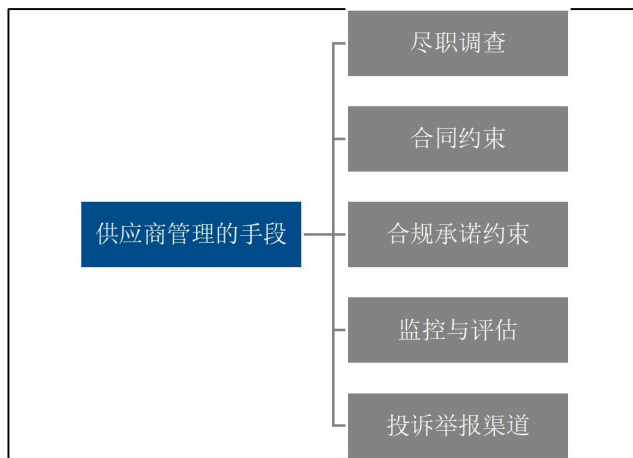 尽职调查
合同约束
供应商管理的手段
合规承诺约束
监控与评估
投诉举报渠道